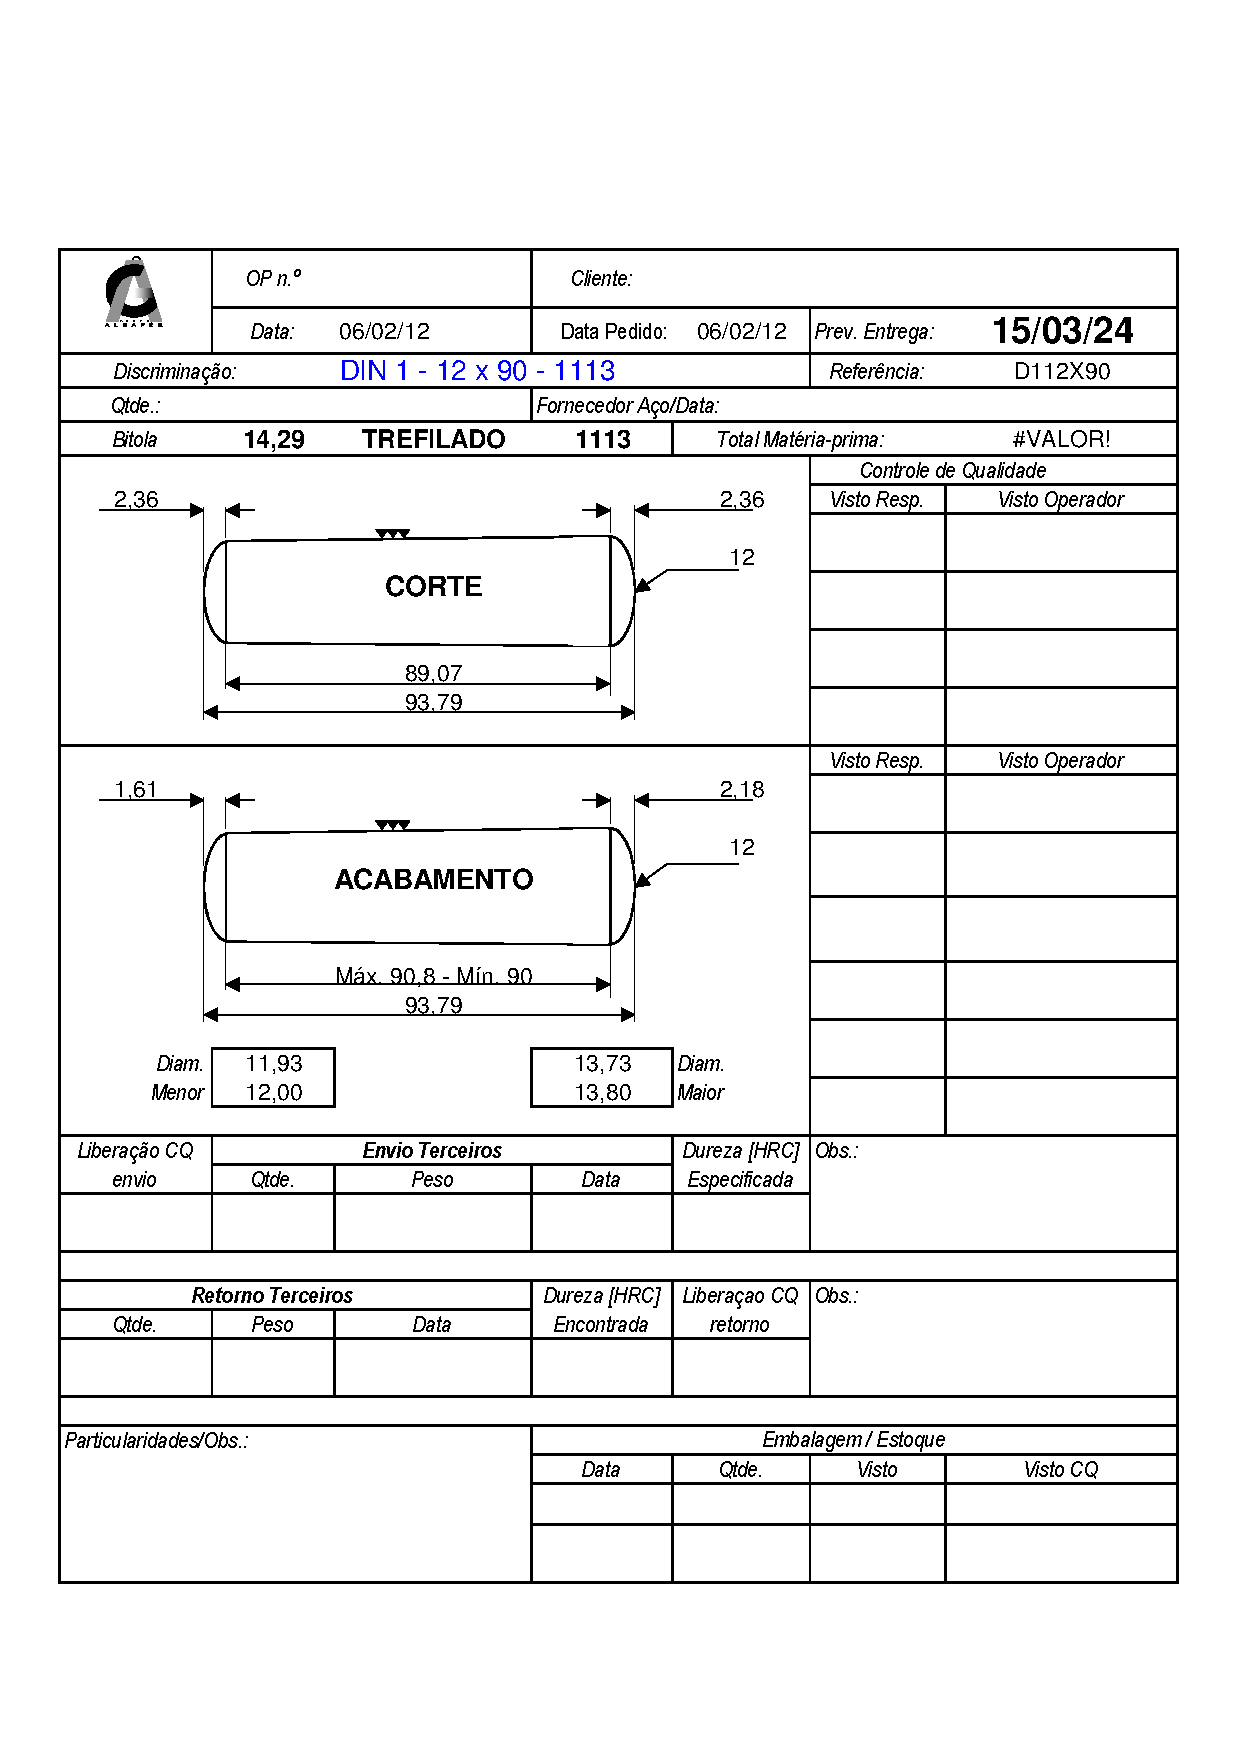 ALBAPER
OP n.º
Cliente:
Data: 06/02/12
Data Pedido: 06/02/12
Prev. Entrega: 15/03/24
Discriminação: DIN 1 - 12 x 90 - 1113
Referência: D112X90
Qtde.:
Fornecedor Aço/Data:
Bitola 14,29 TREFILADO 1113
Total Matéria-prima: #VALOR!
Controle de Qualidade
Visto Resp. Visto Operador
2,36 2,36
12
CORTE
89,07
93,79
Visto Resp. Visto Operador
1,61 2,18
12
ACABAMENTO
Máx. 90,8 - Mín. 90
93,79
Diam. 11,93 13,73 Diam.
Menor 12,00 13,80 Maior
Liberação CQ Envio Terceiros Dureza [HRC] Obs.:
envio Qtde. Peso Data Especificada
Retorno Terceiros Dureza [HRC] Liberaçao CQ Obs.:
Qtde. Peso Data Encontrada retorno
Particularidades/Obs.:
Embalagem / Estoque
Data Qtde. Visto Visto CQ